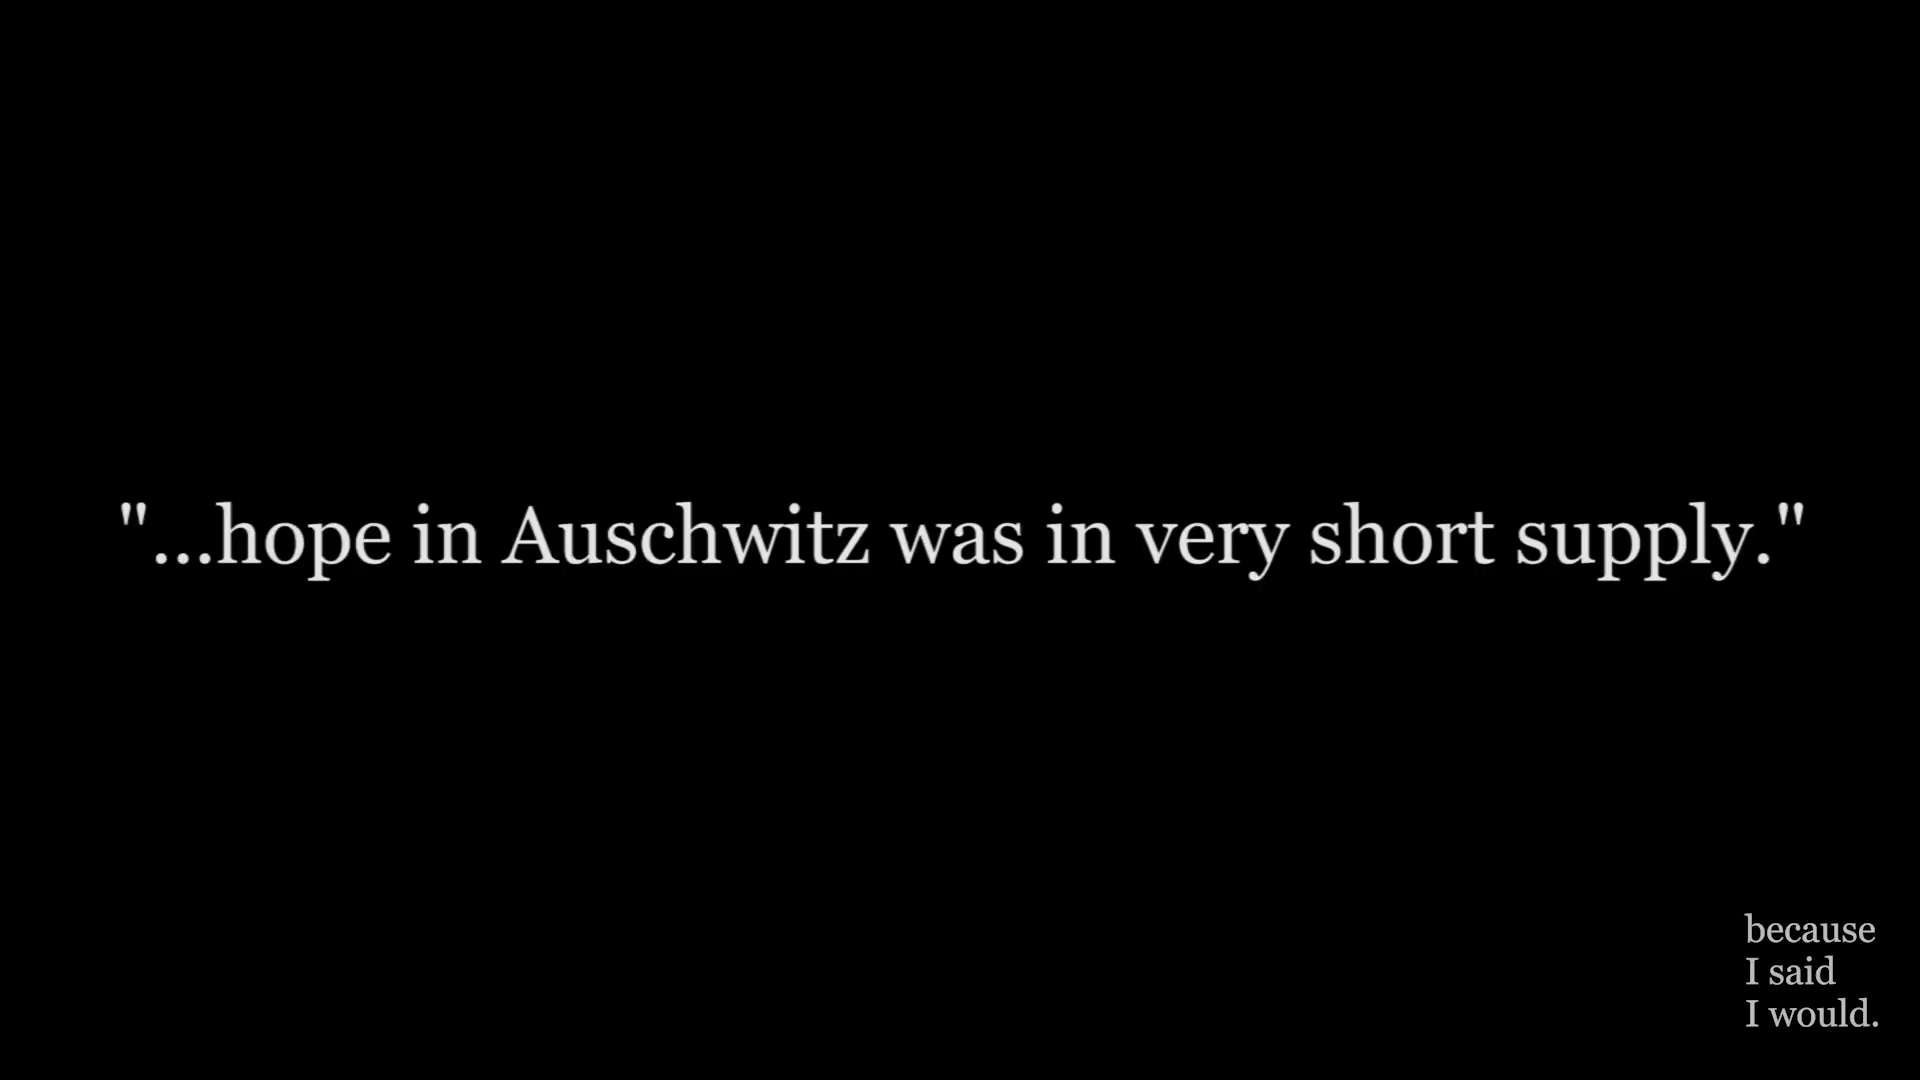 "...hope in Auschwitz was in very short supply."
because
I said
I would.